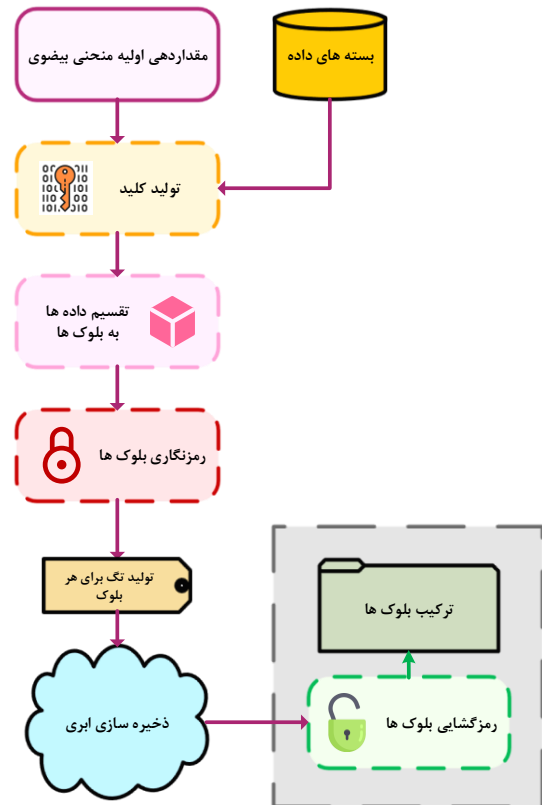 مقداردهی اولیه منحنی بیضوی
بسته های داده
تولید کلید
تقسیم داده ها
به بلوک ها
رمزنگاری بلوک ها
تولید تگ برای هر
بلوک
ترکیب بلوک ها
ذخیره سازی ابری
رمزگشایی بلوک ها